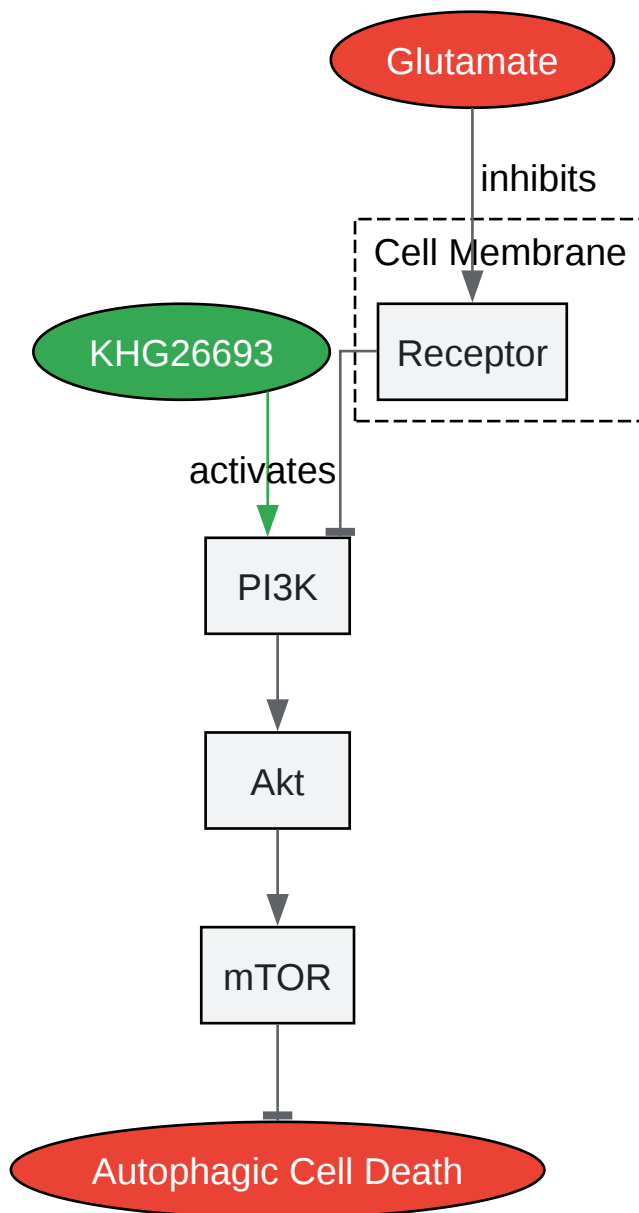 Glutamate
inhibits
Cell Membrane
KHG26693
Receptor
activates
PI3K
Akt
mTOR
Autophagic Cell Death